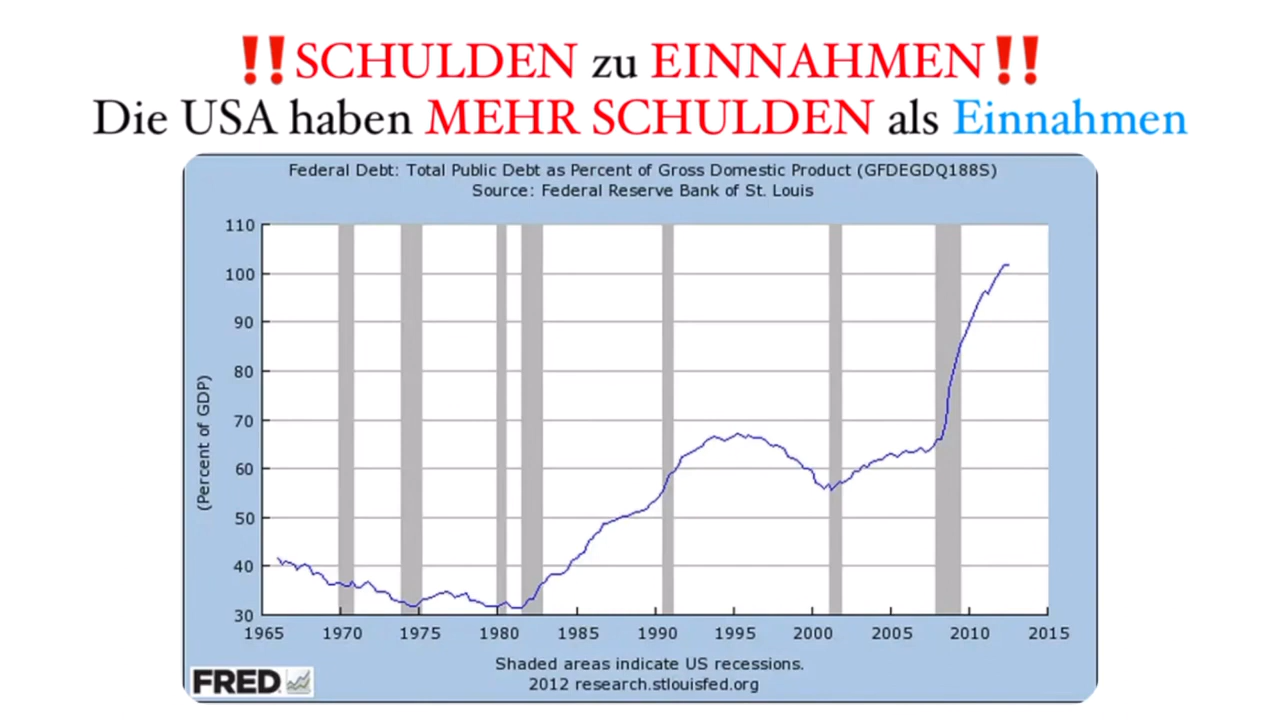 ‼️SCHULDEN zu EINNAHMEN‼️
Die USA haben MEHR SCHULDEN als Einnahmen
Federal Debt: Total Public Debt as Percent of Gross Domestic Product (GFDEGDQ188S)
Source: Federal Reserve Bank of St. Louis
110
100
90
80
70
60
50
40
30
(Percent of GDP)
1965 1970 1975 1980 1985 1990 1995 2000 2005 2010 2015
Shaded areas indicate US recessions.
2012 research.stlouisfed.org
FRED